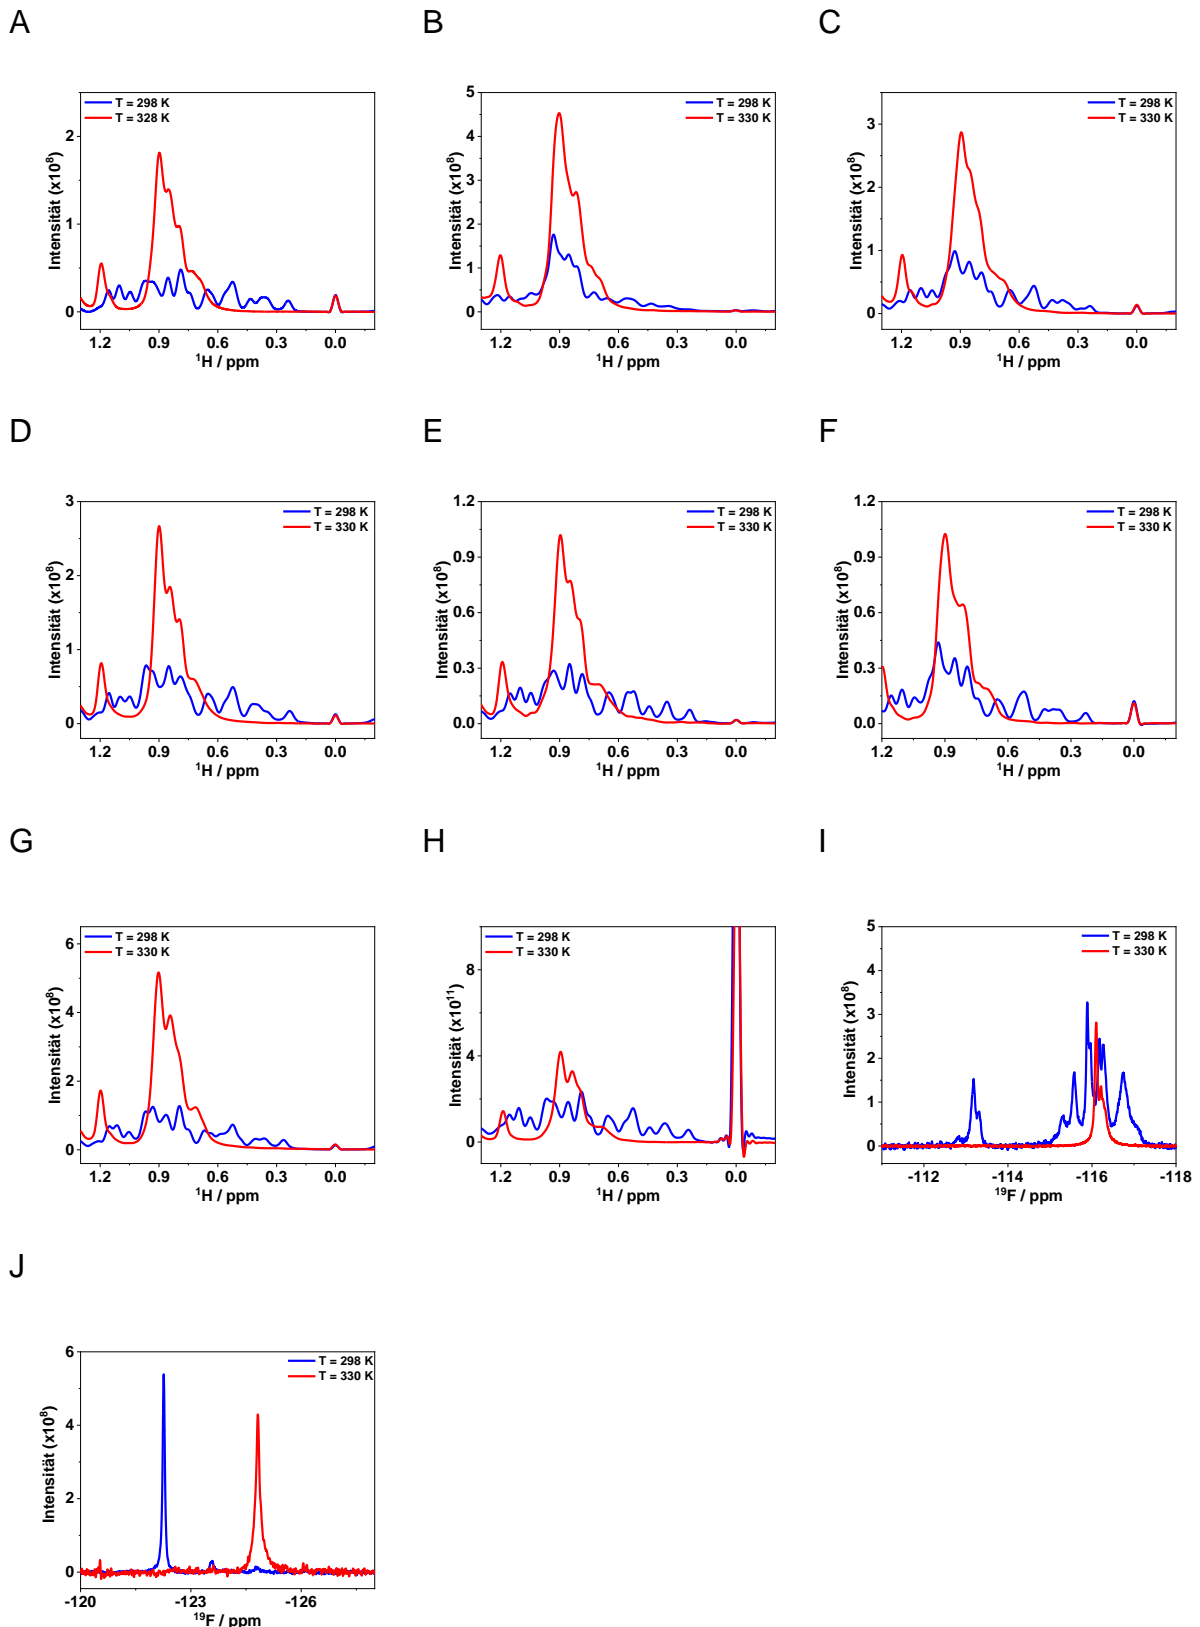 A
B
C
T = 298 K
T = 328 K
Intensität (x10⁸)
2
1
0
1.2 0.9 0.6 0.3 0.0
¹H / ppm
T = 298 K
T = 330 K
Intensität (x10⁸)
5
4
3
2
1
0
1.2 0.9 0.6 0.3 0.0
¹H / ppm
T = 298 K
T = 330 K
Intensität (x10⁸)
3
2
1
0
1.2 0.9 0.6 0.3 0.0
¹H / ppm
D
E
F
T = 298 K
T = 330 K
Intensität (x10⁸)
3
2
1
0
1.2 0.9 0.6 0.3 0.0
¹H / ppm
T = 298 K
T = 330 K
Intensität (x10⁸)
1.2
0.9
0.6
0.3
0.0
1.2 0.9 0.6 0.3 0.0
¹H / ppm
T = 298 K
T = 330 K
Intensität (x10⁸)
1.2
0.9
0.6
0.3
0.0
1.2 0.9 0.6 0.3 0.0
¹H / ppm
G
H
I
T = 298 K
T = 330 K
Intensität (x10⁸)
6
4
2
0
1.2 0.9 0.6 0.3 0.0
¹H / ppm
T = 298 K
T = 330 K
Intensität (x10¹¹)
8
4
0
1.2 0.9 0.6 0.3 0.0
¹H / ppm
T = 298 K
T = 330 K
Intensität (x10⁸)
5
4
3
2
1
0
-112 -114 -116 -118
¹⁹F / ppm
J
T = 298 K
T = 330 K
Intensität (x10⁸)
6
4
2
0
-120 -123 -126
¹⁹F / ppm